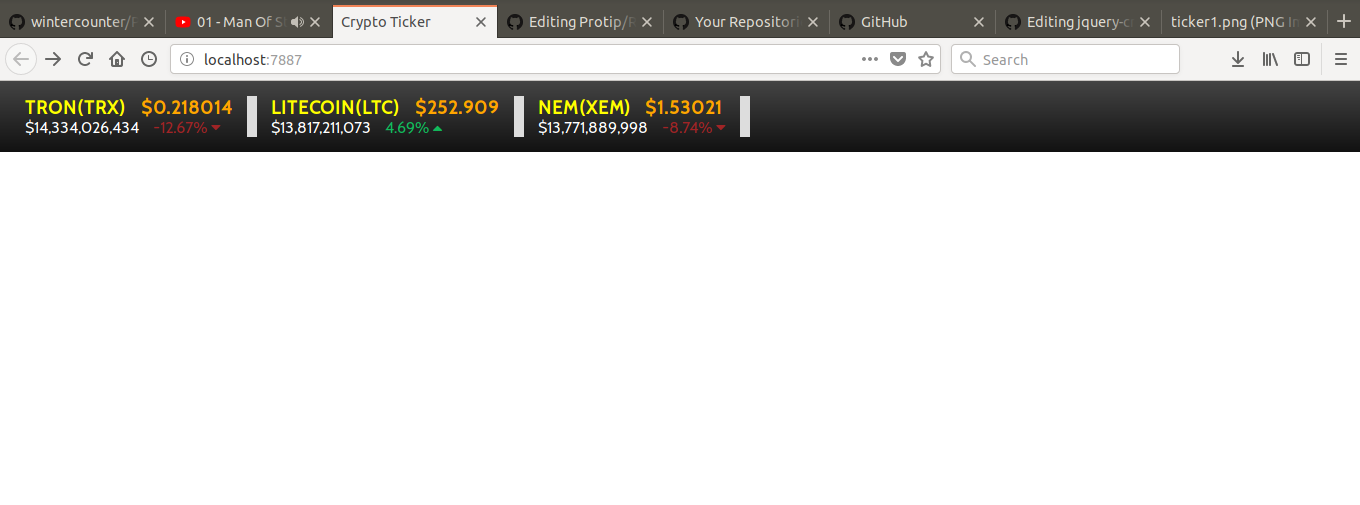 wintercounter/P
01 - Man Of S
Crypto Ticker
Editing Protip/R
Your Repositori
GitHub
Editing jquery-c
ticker1.png (PNG Im
localhost:7887
Search
TRON(TRX) $0.218014
$14,334,026,434 -12.67%
LITECOIN(LTC) $252.909
$13,817,211,073 4.69%
NEM(XEM) $1.53021
$13,771,889,998 -8.74%